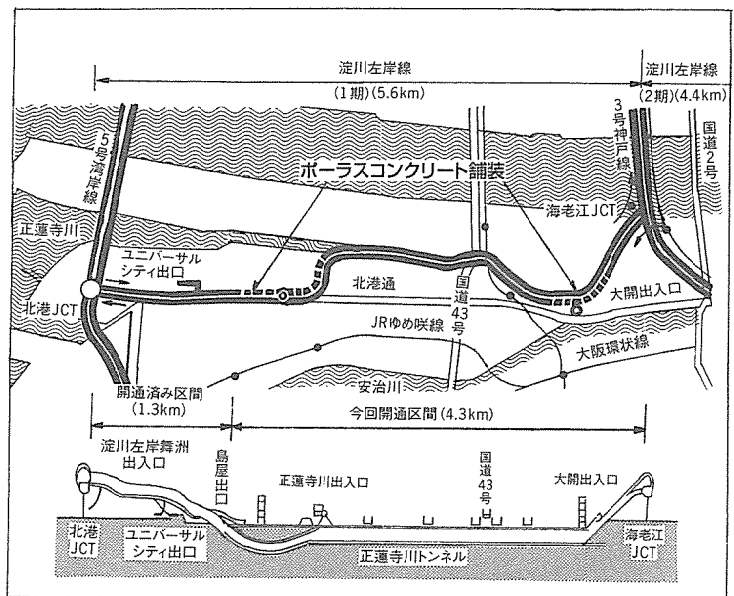 淀川左岸線
(1期)(5.6km)
淀川左岸線
(2期)(4.4km)
5号湾岸線
3号神戸線
国道2号
ポーラスコンクリート舗装
海老江JCT
正蓮寺川
ユニバーサル
シティ出口
北港通
国道43号
大開出入口
北港JCT
JRゆめ咲線
大阪環状線
安治川
開通済み区間
(1.3km)
今回開通区間(4.3km)
淀川左岸舞洲
出入口
島屋出口
正蓮寺川出入口
国道43号
大開出入口
北港
JCT
ユニバーサル
シティ出口
正蓮寺川トンネル
海老江
JCT